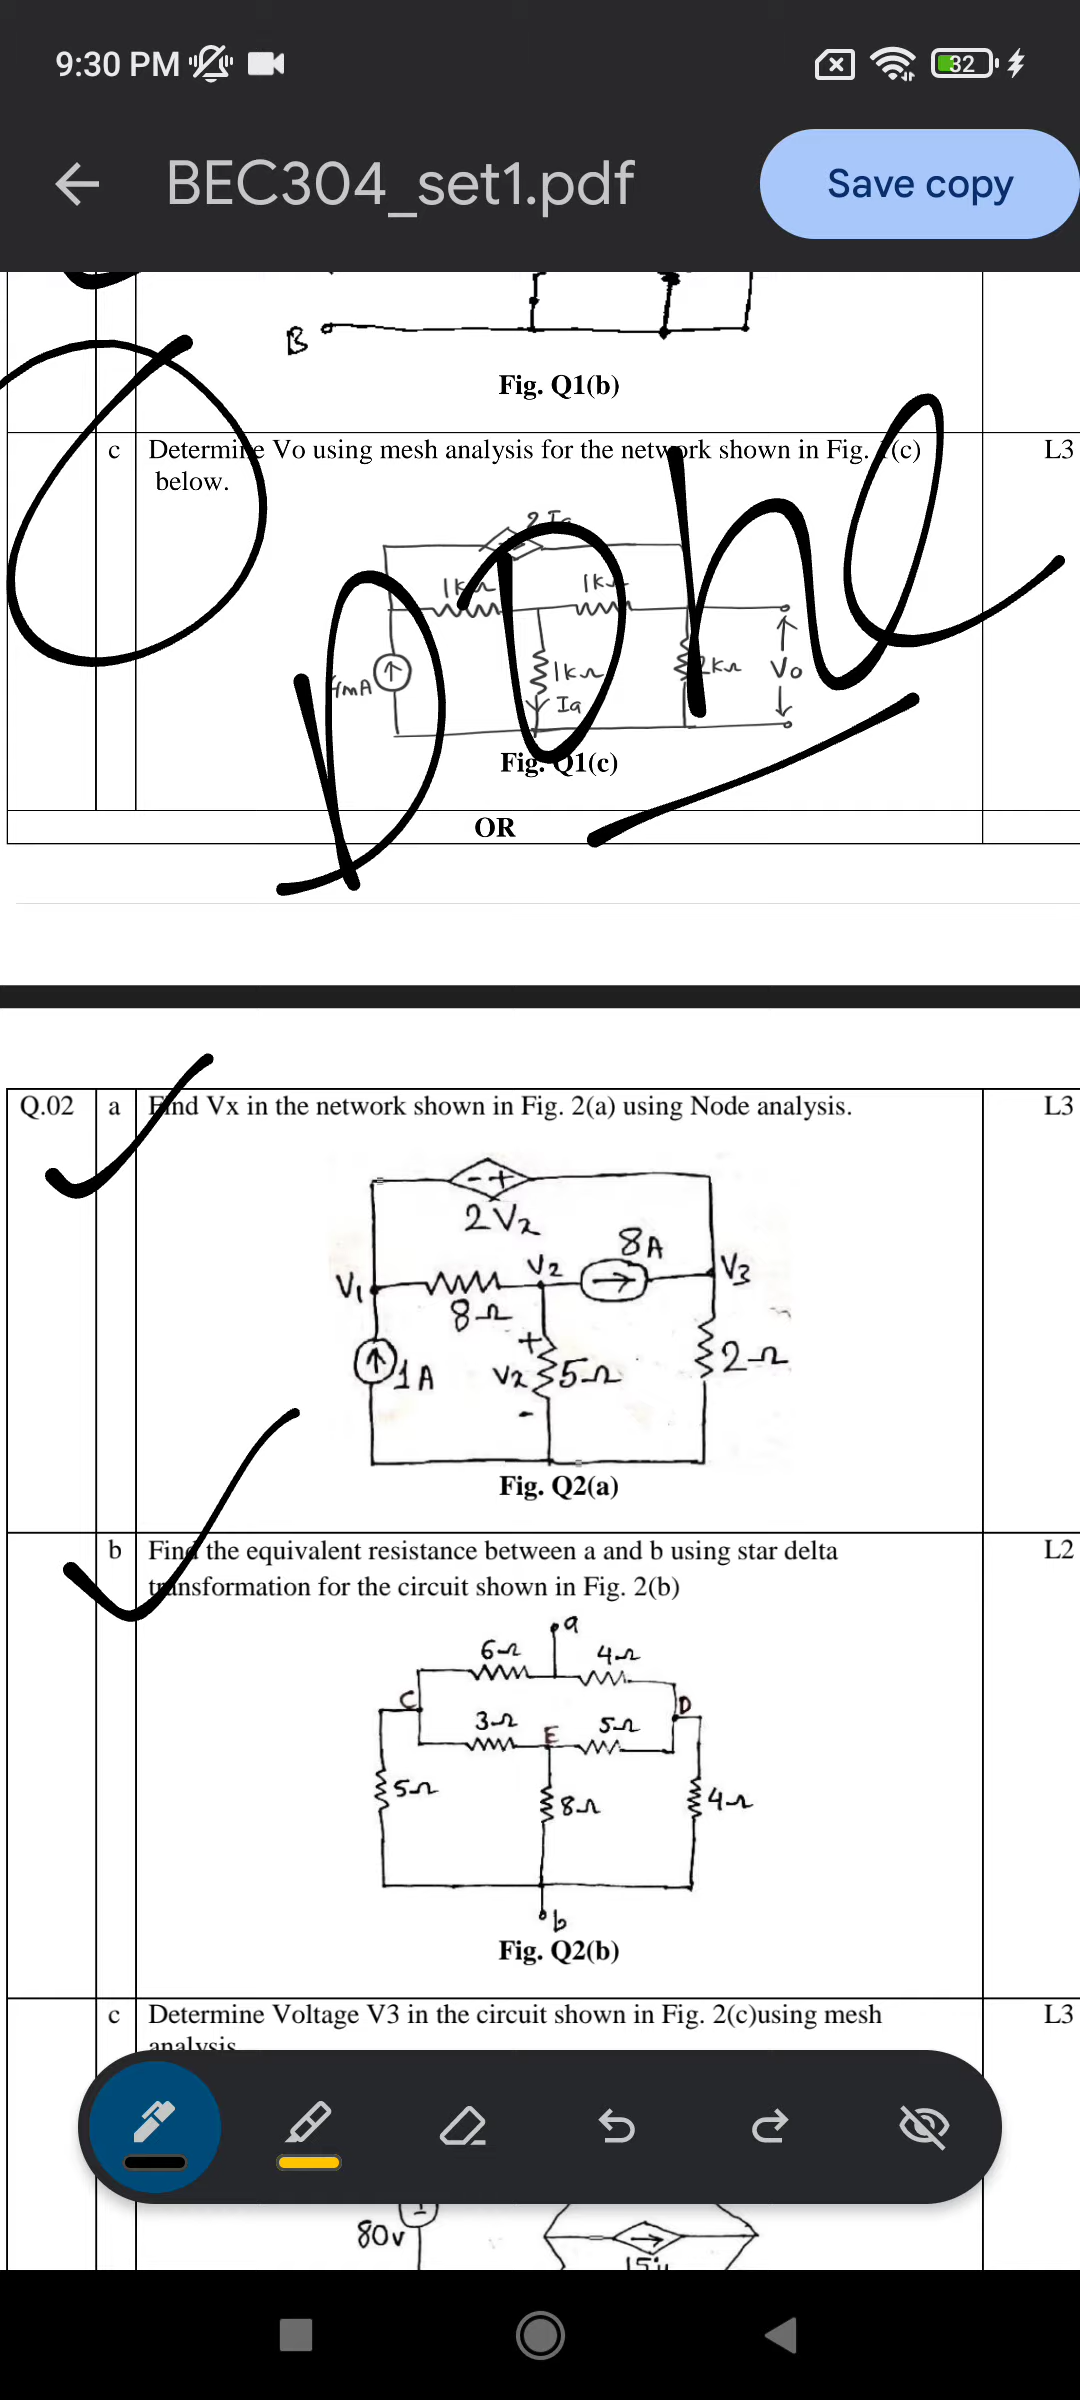 9:30 PM
32
BEC304_set1.pdf
Save copy
B
Fig. Q1(b)
c Determine Vo using mesh analysis for the network shown in Fig. 1(c) L3
below.
1kΩ
1kΩ
4mA
1kΩ
2kΩ Vo
Ia
Fig. Q1(c)
OR
Done
Q.02 a Find Vx in the network shown in Fig. 2(a) using Node analysis. L3
- +
2V2
8A
V1
V2
V3
8Ω
+
1A
V2 5Ω
2Ω
-
Fig. Q2(a)
b Find the equivalent resistance between a and b using star delta L2
transformation for the circuit shown in Fig. 2(b)
a
6Ω
4Ω
C
D
3Ω
E
5Ω
5Ω
8Ω
4Ω
b
Fig. Q2(b)
c Determine Voltage V3 in the circuit shown in Fig. 2(c)using mesh L3
analysis
80v